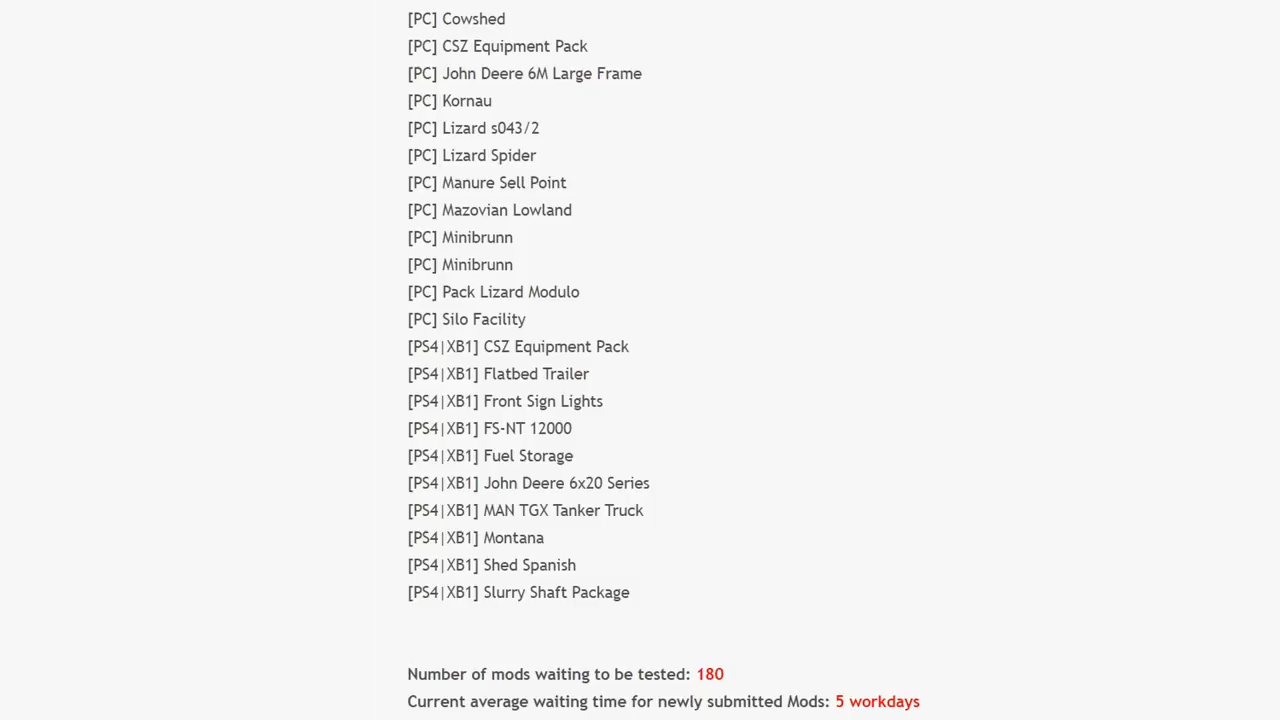 [PC] Cowshed
[PC] CSZ Equipment Pack
[PC] John Deere 6M Large Frame
[PC] Kornau
[PC] Lizard s043/2
[PC] Lizard Spider
[PC] Manure Sell Point
[PC] Mazovian Lowland
[PC] Minibrunn
[PC] Minibrunn
[PC] Pack Lizard Modulo
[PC] Silo Facility
[PS4|XB1] CSZ Equipment Pack
[PS4|XB1] Flatbed Trailer
[PS4|XB1] Front Sign Lights
[PS4|XB1] FS-NT 12000
[PS4|XB1] Fuel Storage
[PS4|XB1] John Deere 6x20 Series
[PS4|XB1] MAN TGX Tanker Truck
[PS4|XB1] Montana
[PS4|XB1] Shed Spanish
[PS4|XB1] Slurry Shaft Package
Number of mods waiting to be tested: 180
Current average waiting time for newly submitted Mods: 5 workdays